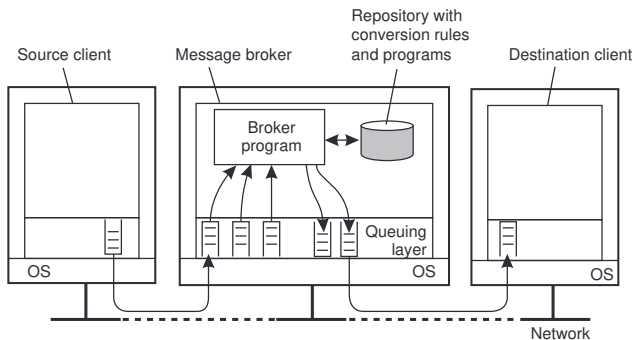 Repository with
conversion rules
and programs
Source client
Message broker
Destination client
Broker
program
Queuing
layer
OS
OS
OS
Network